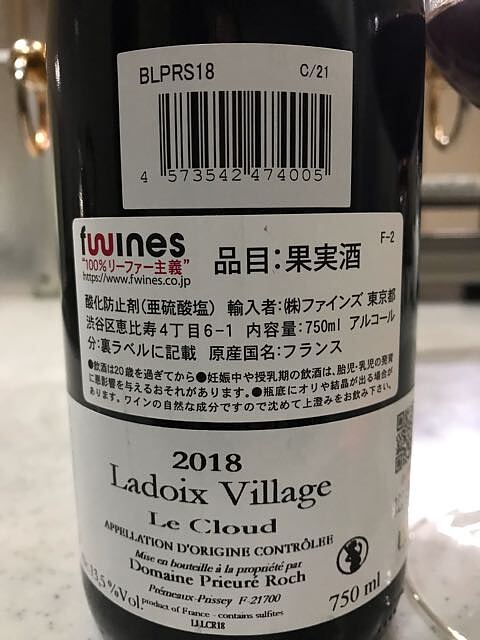 BLPRS18 C/21
4 573542 474005
fwines
"100%リーファー主義"
https://www.fwines.co.jp
品目:果実酒
F-2
酸化防止剤(亜硫酸塩) 輸入者:(株)ファインズ 東京都
渋谷区恵比寿4丁目6-1 内容量:750ml アルコール
分:裏ラベルに記載 原産国名:フランス
●飲酒は20歳を過ぎてから●妊娠中や授乳期の飲酒は、胎児・乳児の発育
に悪影響を与えるおそれがあります。●瓶底にオリや結晶が出る場合が
あります。ワインの自然な成分ですので沈めて上澄みをお飲み下さい。
2018
Ladoix Village
Le Cloud
APPELLATION D'ORIGINE CONTRÔLÉE
Mise en bouteille à la propriété par
Domaine Prieuré Roch
Prémeaux-Prissey F-21700
13,5%Vol.
product of France - contains sulfites
750 ml
LLLCR18